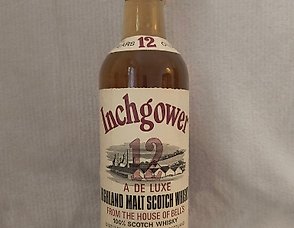 12
Inchgower
12
A DE LUXE
HIGHLAND MALT SCOTCH WHISKY
FROM THE HOUSE OF BELL'S
100% SCOTCH WHISKY